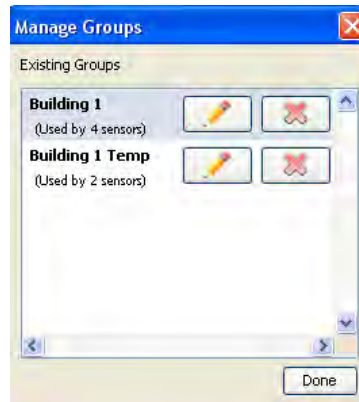 Manage Groups
Existing Groups
Building 1
(Used by 4 sensors)
Building 1 Temp
(Used by 2 sensors)
Done